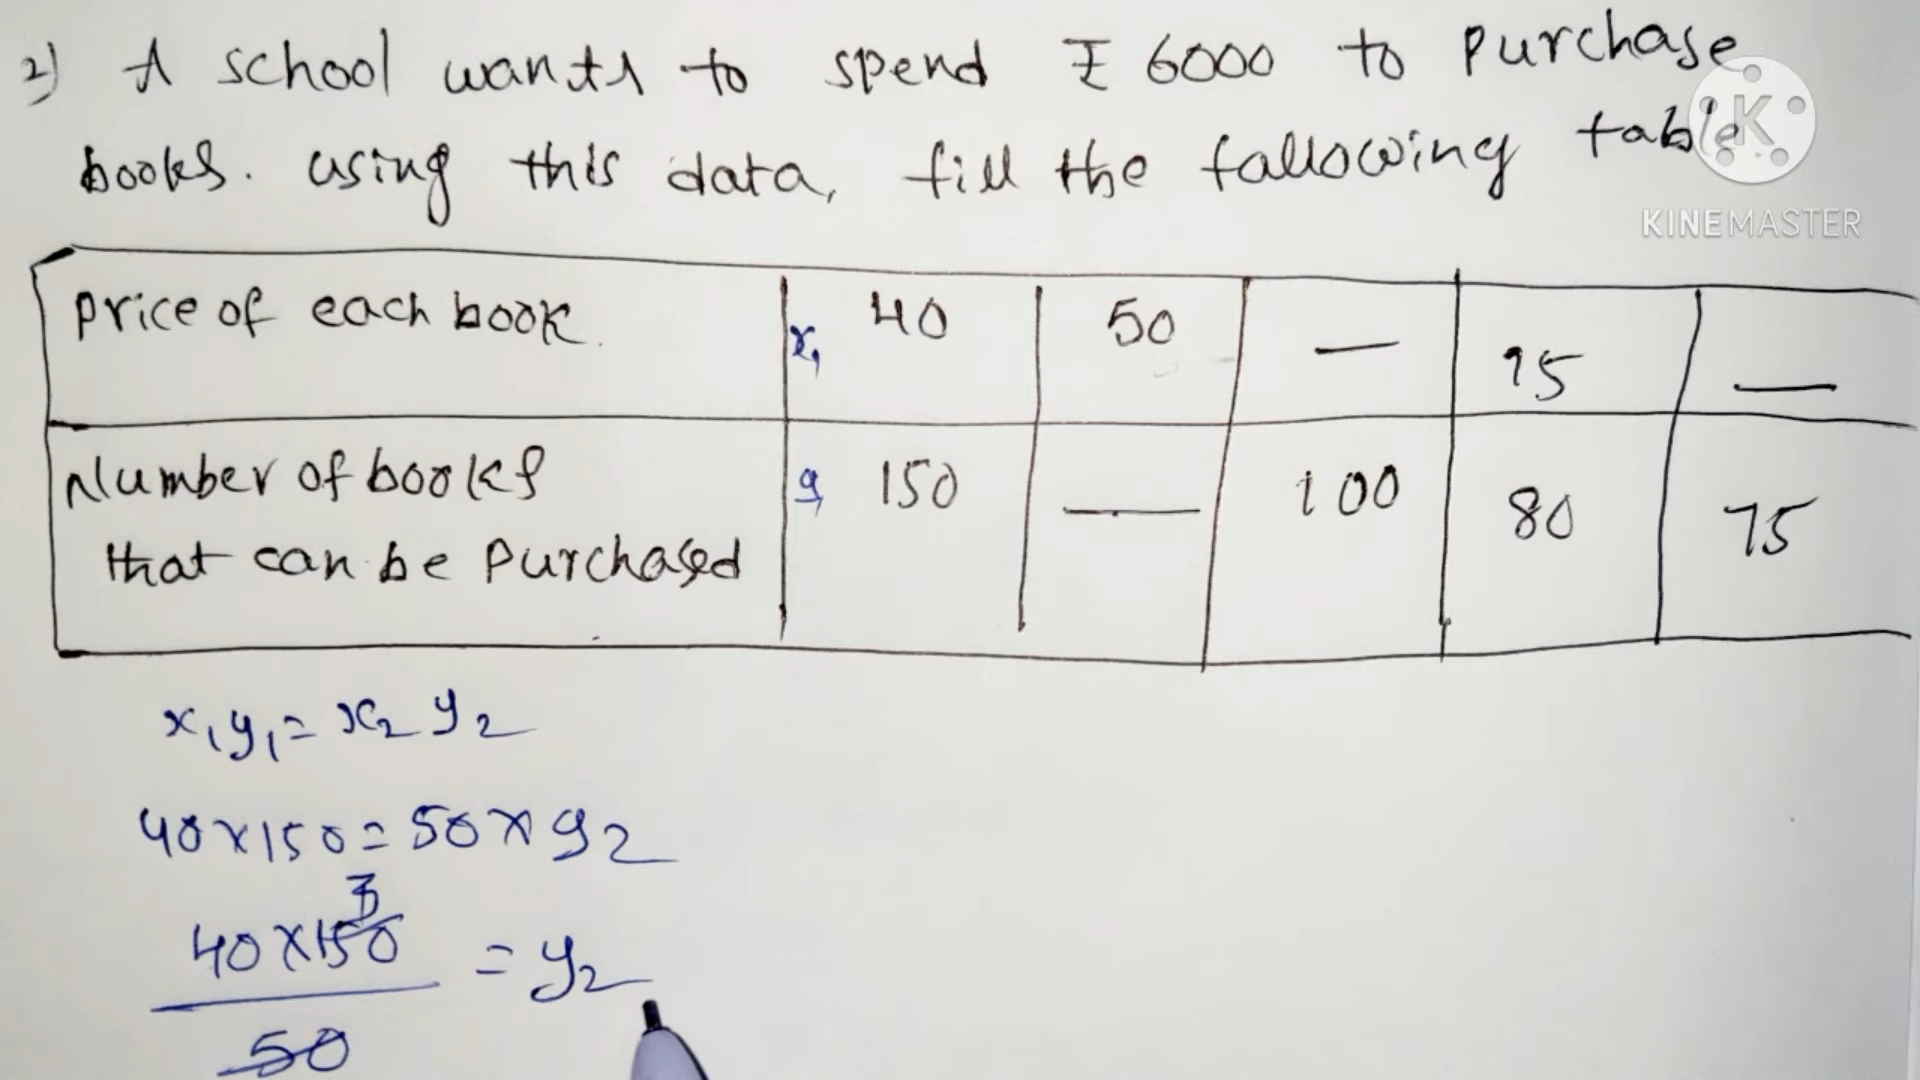 2) A school wants to spend ₹ 6000 to purchase
books. using this data, fill the following table.
KINEMASTER
Price of each book x₁ 40 50 — 75 —
Number of books y₁ 150 — 100 80 75
that can be purchased
x₁y₁ = x₂ y₂
40×150 = 50×y₂
3
40×150 = y₂
50